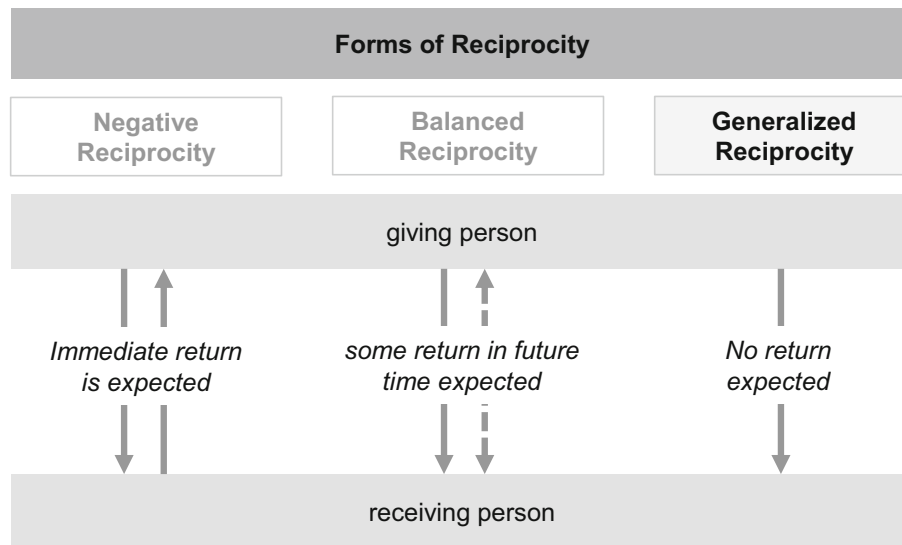 Forms of Reciprocity
Negative
Reciprocity
Balanced
Reciprocity
Generalized
Reciprocity
giving person
Immediate return
is expected
some return in future
time expected
No return
expected
receiving person